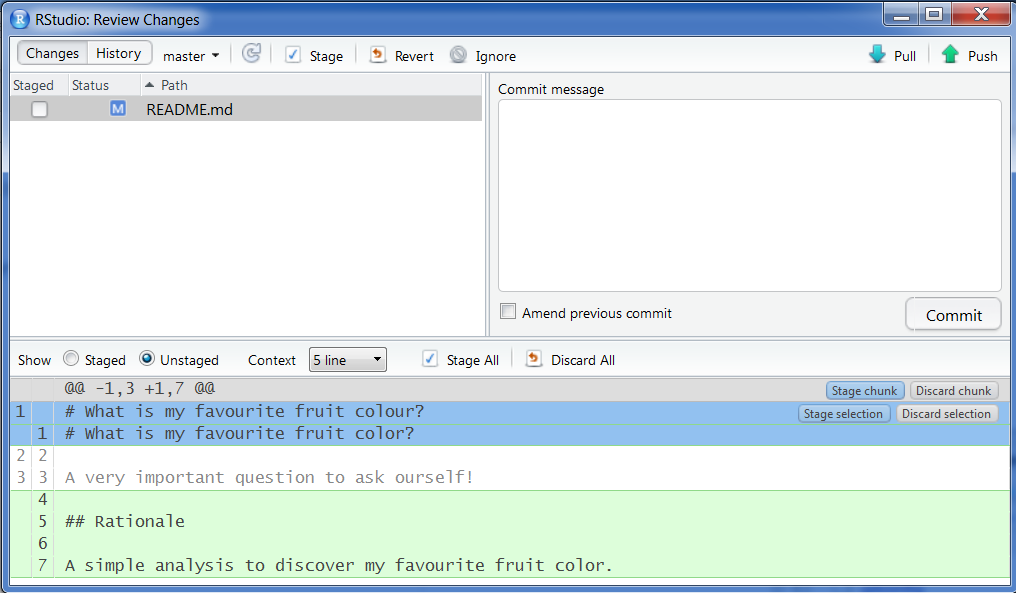 R RStudio: Review Changes
Changes History master Stage Revert Ignore Pull Push
Staged Status Path
M README.md
Commit message
Amend previous commit
Commit
Show Staged Unstaged Context 5 line Stage All Discard All
@@ -1,3 +1,7 @@ Stage chunk Discard chunk
1 # What is my favourite fruit colour? Stage selection Discard selection
1 # What is my favourite fruit color?
2 2
3 3 A very important question to ask ourself!
4
5 ## Rationale
6
7 A simple analysis to discover my favourite fruit color.